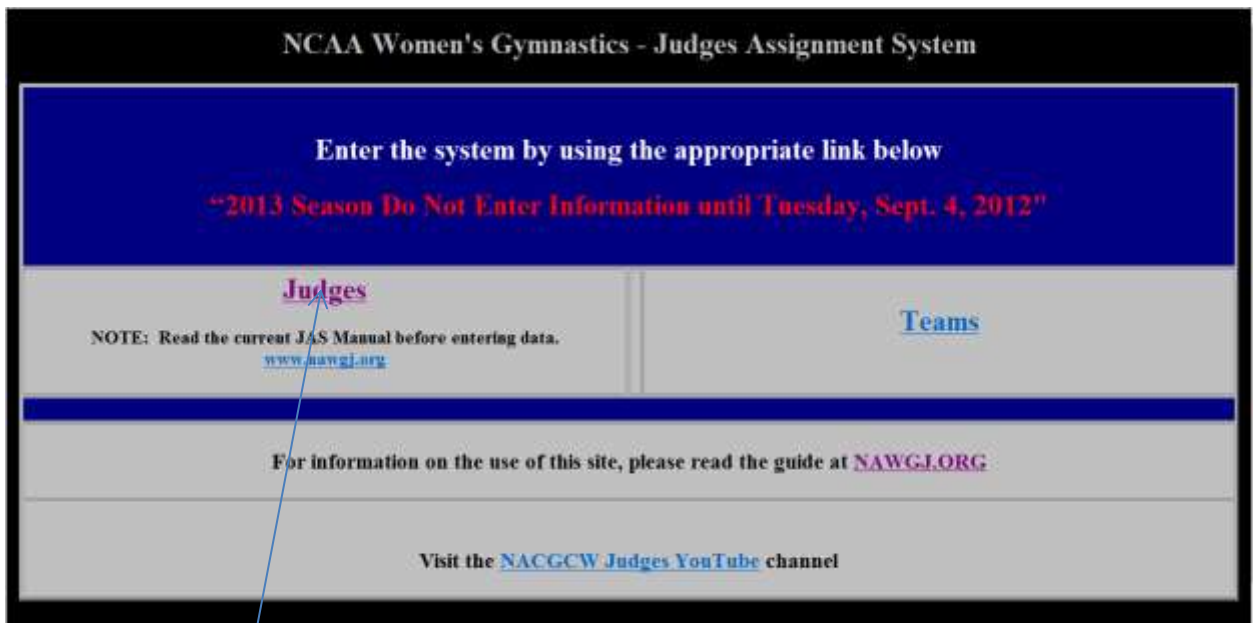 NCAA Women's Gymnastics - Judges Assignment System
Enter the system by using the appropriate link below
“2013 Season Do Not Enter Information until Tuesday, Sept. 4, 2012"
Judges
NOTE: Read the current JAS Manual before entering data.
www.nawgj.org
Teams
For information on the use of this site, please read the guide at NAWGJ.ORG
Visit the NACGCW Judges YouTube channel